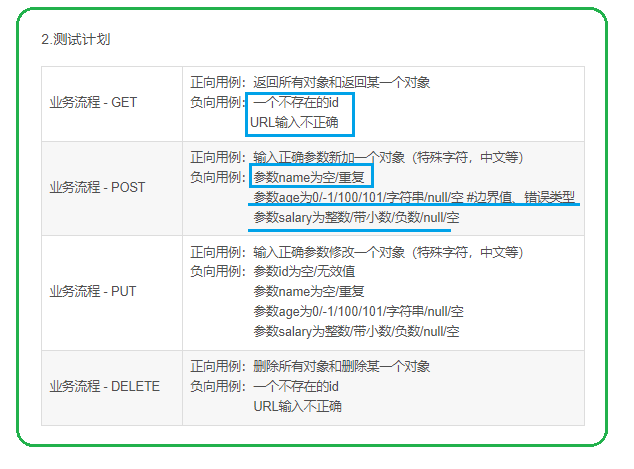 2.测试计划
业务流程 - GET
正向用例：返回所有对象和返回某一个对象
负向用例：一个不存在的id
URL输入不正确
业务流程 - POST
正向用例：输入正确参数新加一个对象（特殊字符，中文等）
负向用例：参数name为空/重复
参数age为0/-1/100/101/字符串/null/空 #边界值、错误类型
参数salary为整数/带小数/负数/null/空
业务流程 - PUT
正向用例：输入正确参数修改一个对象（特殊字符，中文等）
负向用例：参数id为空/无效值
参数name为空/重复
参数age为0/-1/100/101/字符串/null/空
参数salary为整数/带小数/负数/null/空
业务流程 - DELETE
正向用例：删除所有对象和删除某一个对象
负向用例：一个不存在的id
URL输入不正确